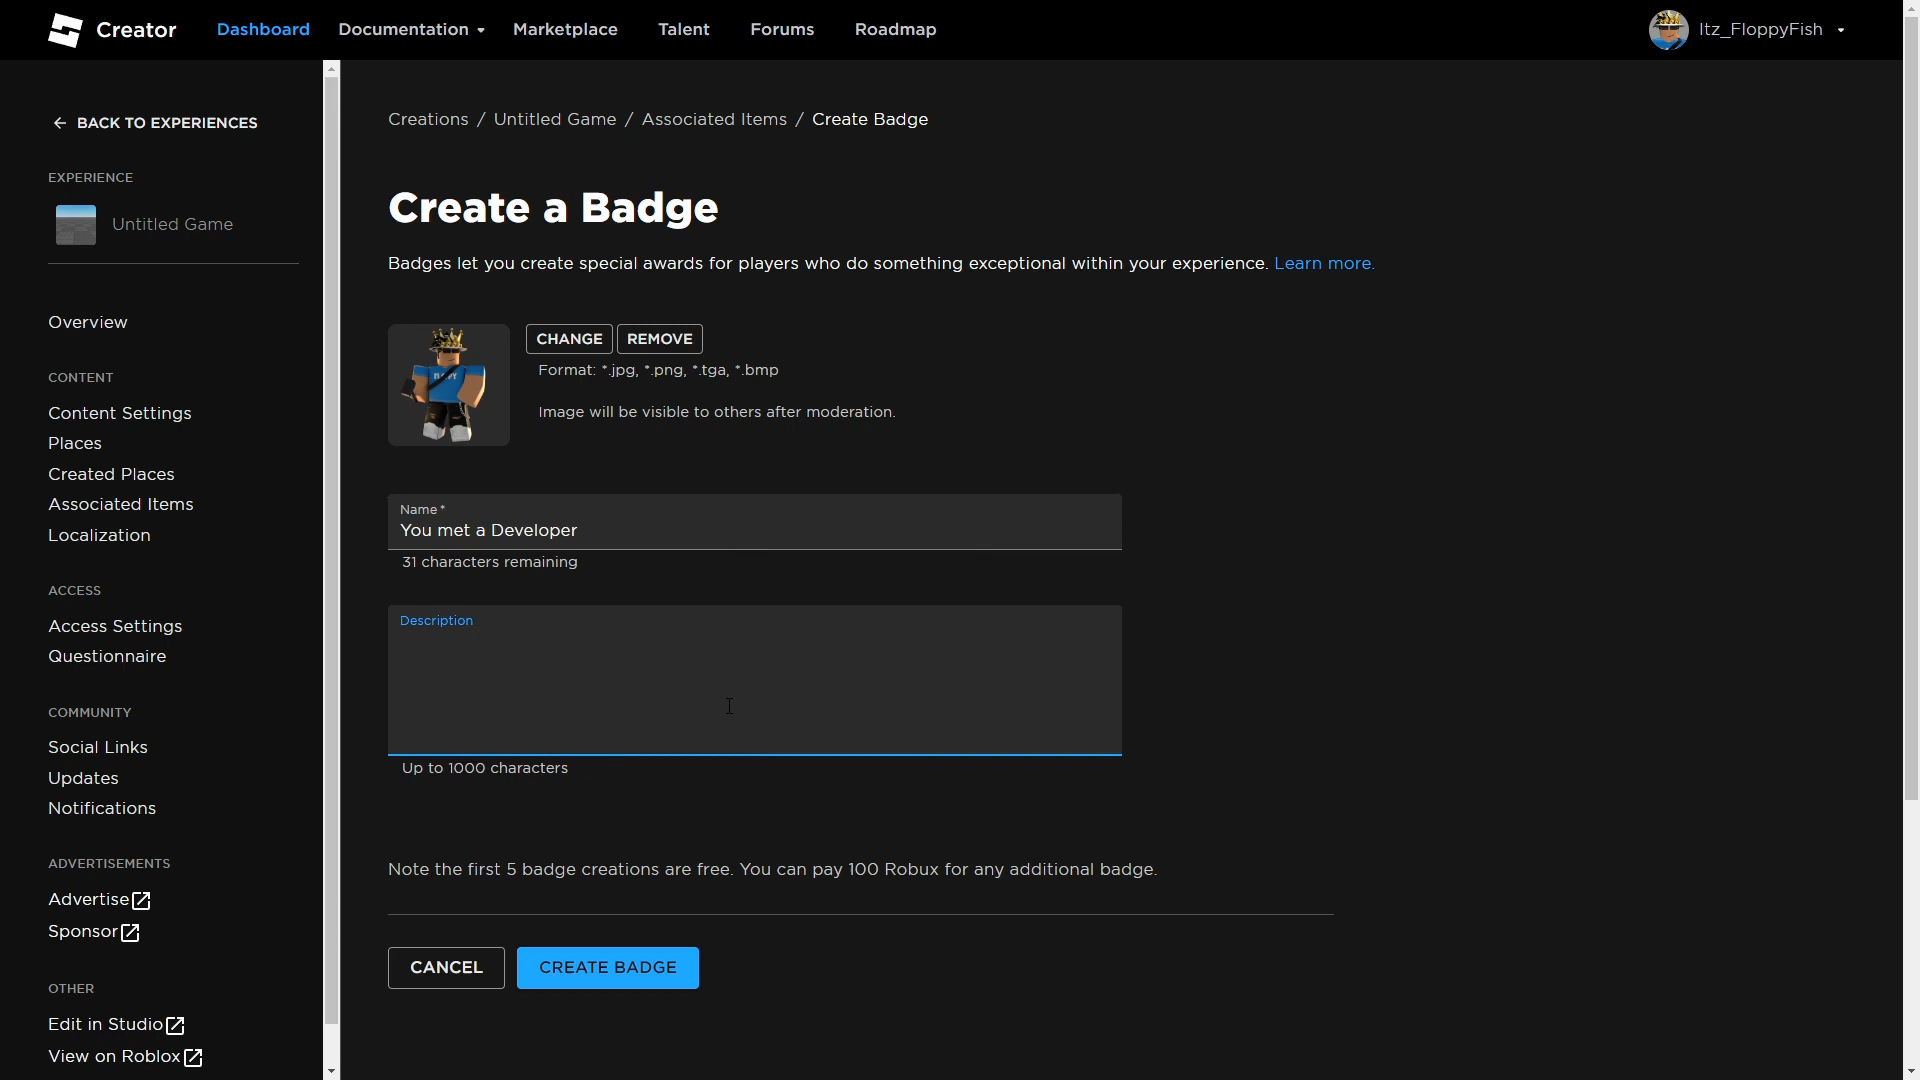 Creator
Dashboard
Documentation
Marketplace
Talent
Forums
Roadmap
Itz_FloppyFish
BACK TO EXPERIENCES
EXPERIENCE
Untitled Game
Overview
CONTENT
Content Settings
Places
Created Places
Associated Items
Localization
ACCESS
Access Settings
Questionnaire
COMMUNITY
Social Links
Updates
Notifications
ADVERTISEMENTS
Advertise
Sponsor
OTHER
Edit in Studio
View on Roblox
Creations / Untitled Game / Associated Items / Create Badge
Create a Badge
Badges let you create special awards for players who do something exceptional within your experience. Learn more.
FLOPPY
CHANGE
REMOVE
Format: *.jpg, *.png, *.tga, *.bmp
Image will be visible to others after moderation.
Name*
You met a Developer
31 characters remaining
Description
Up to 1000 characters
Note the first 5 badge creations are free. You can pay 100 Robux for any additional badge.
CANCEL
CREATE BADGE